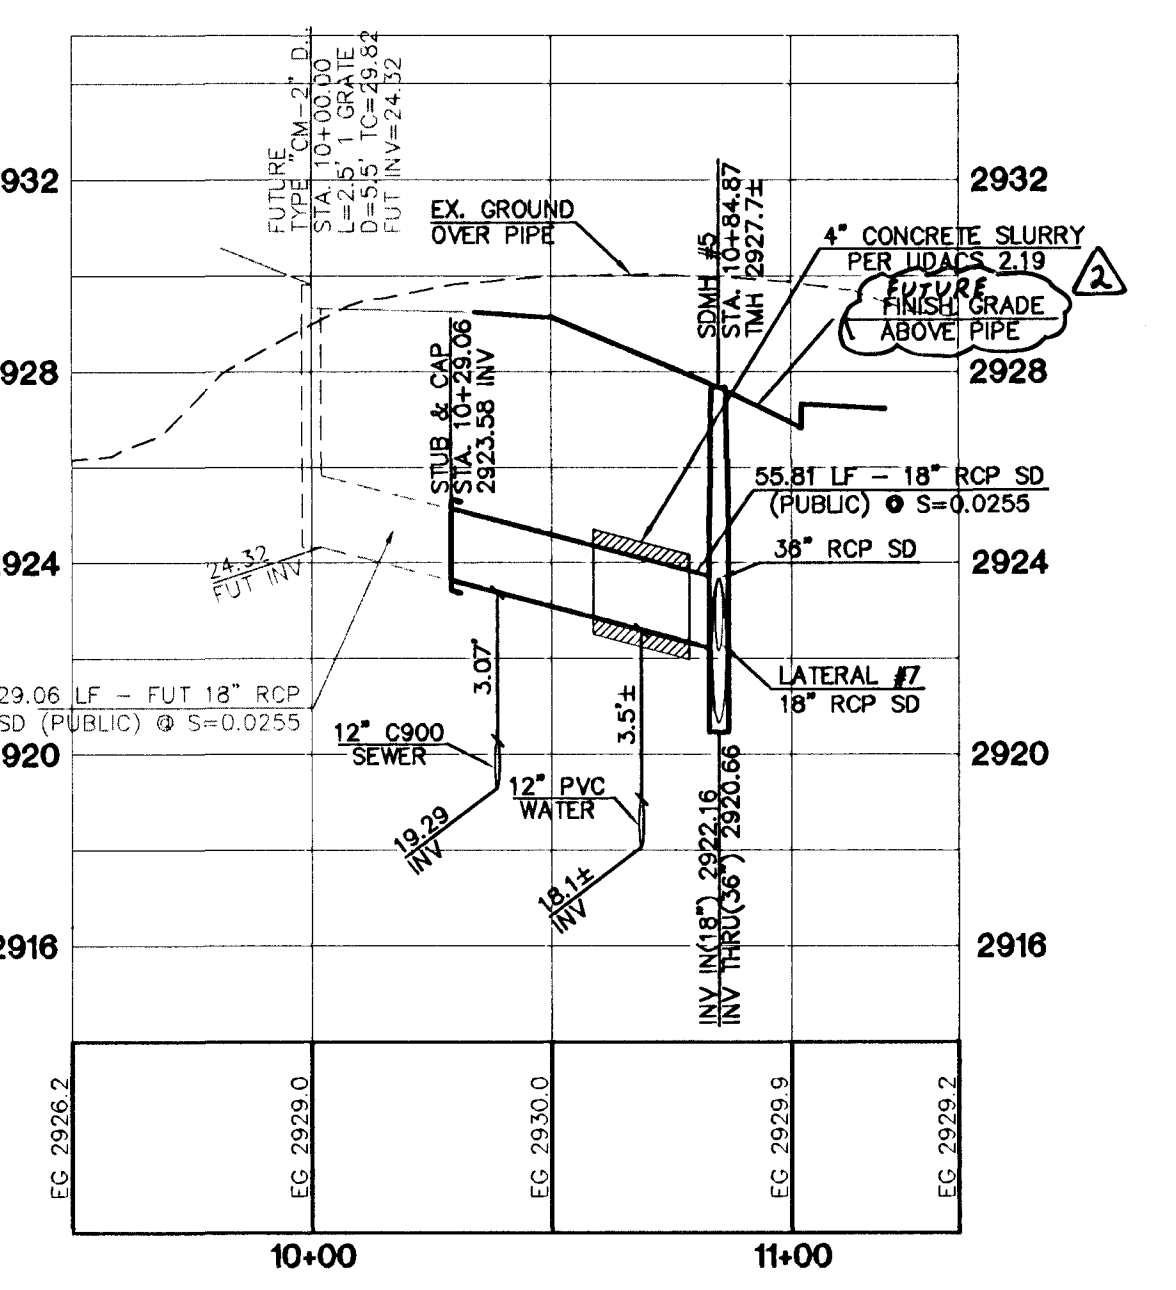 FUTURE
TYPE "CM-2" D..
STA. 10+00.00
L=2.5' 1 GRATE
D=5.5' TC=29.82
FUT INV=24.32
932
2932
EX. GROUND
OVER PIPE
SDMH #5
STA. 10+84.87
TMH 2927.7±
4" CONCRETE SLURRY
PER UDACS 2.19
2
FUTURE
FINISH GRADE
ABOVE PIPE
928
2928
STUB & CAP
STA. 10+29.06
2923.58 INV
55.81 LF - 18" RCP SD
(PUBLIC) @ S=0.0255
36" RCP SD
924
2924
24.32
FUT INV
3.07'
3.5'±
LATERAL #7
18" RCP SD
29.06 LF - FUT 18" RCP
SD (PUBLIC) @ S=0.0255
12" C900
SEWER
920
2920
12" PVC
WATER
19.29
INV
18.1±
INV
INV IN(18") 2922.16
INV THRU(36") 2920.66
2916
2916
EG 2926.2
EG 2929.0
EG 2930.0
EG 2929.9
EG 2929.2
10+00
11+00